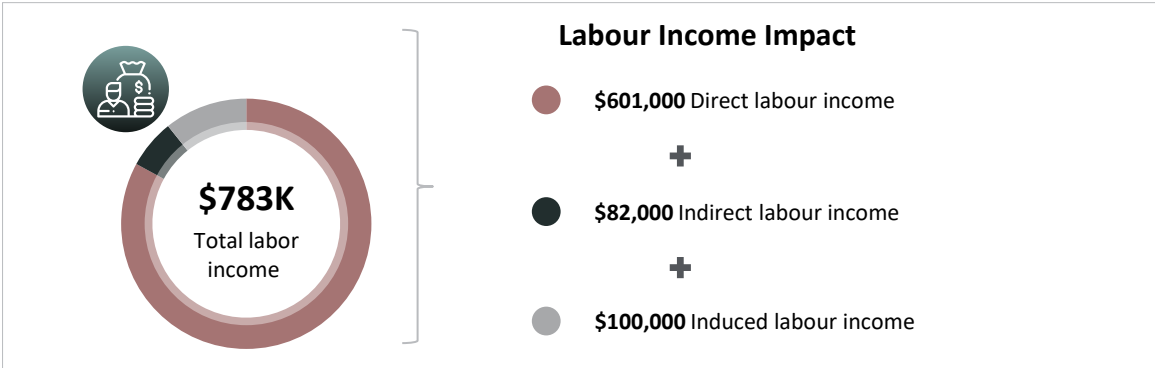 Labour Income Impact
$601,000 Direct labour income
$82,000 Indirect labour income
$100,000 Induced labour income
$783K
Total labor
income
$